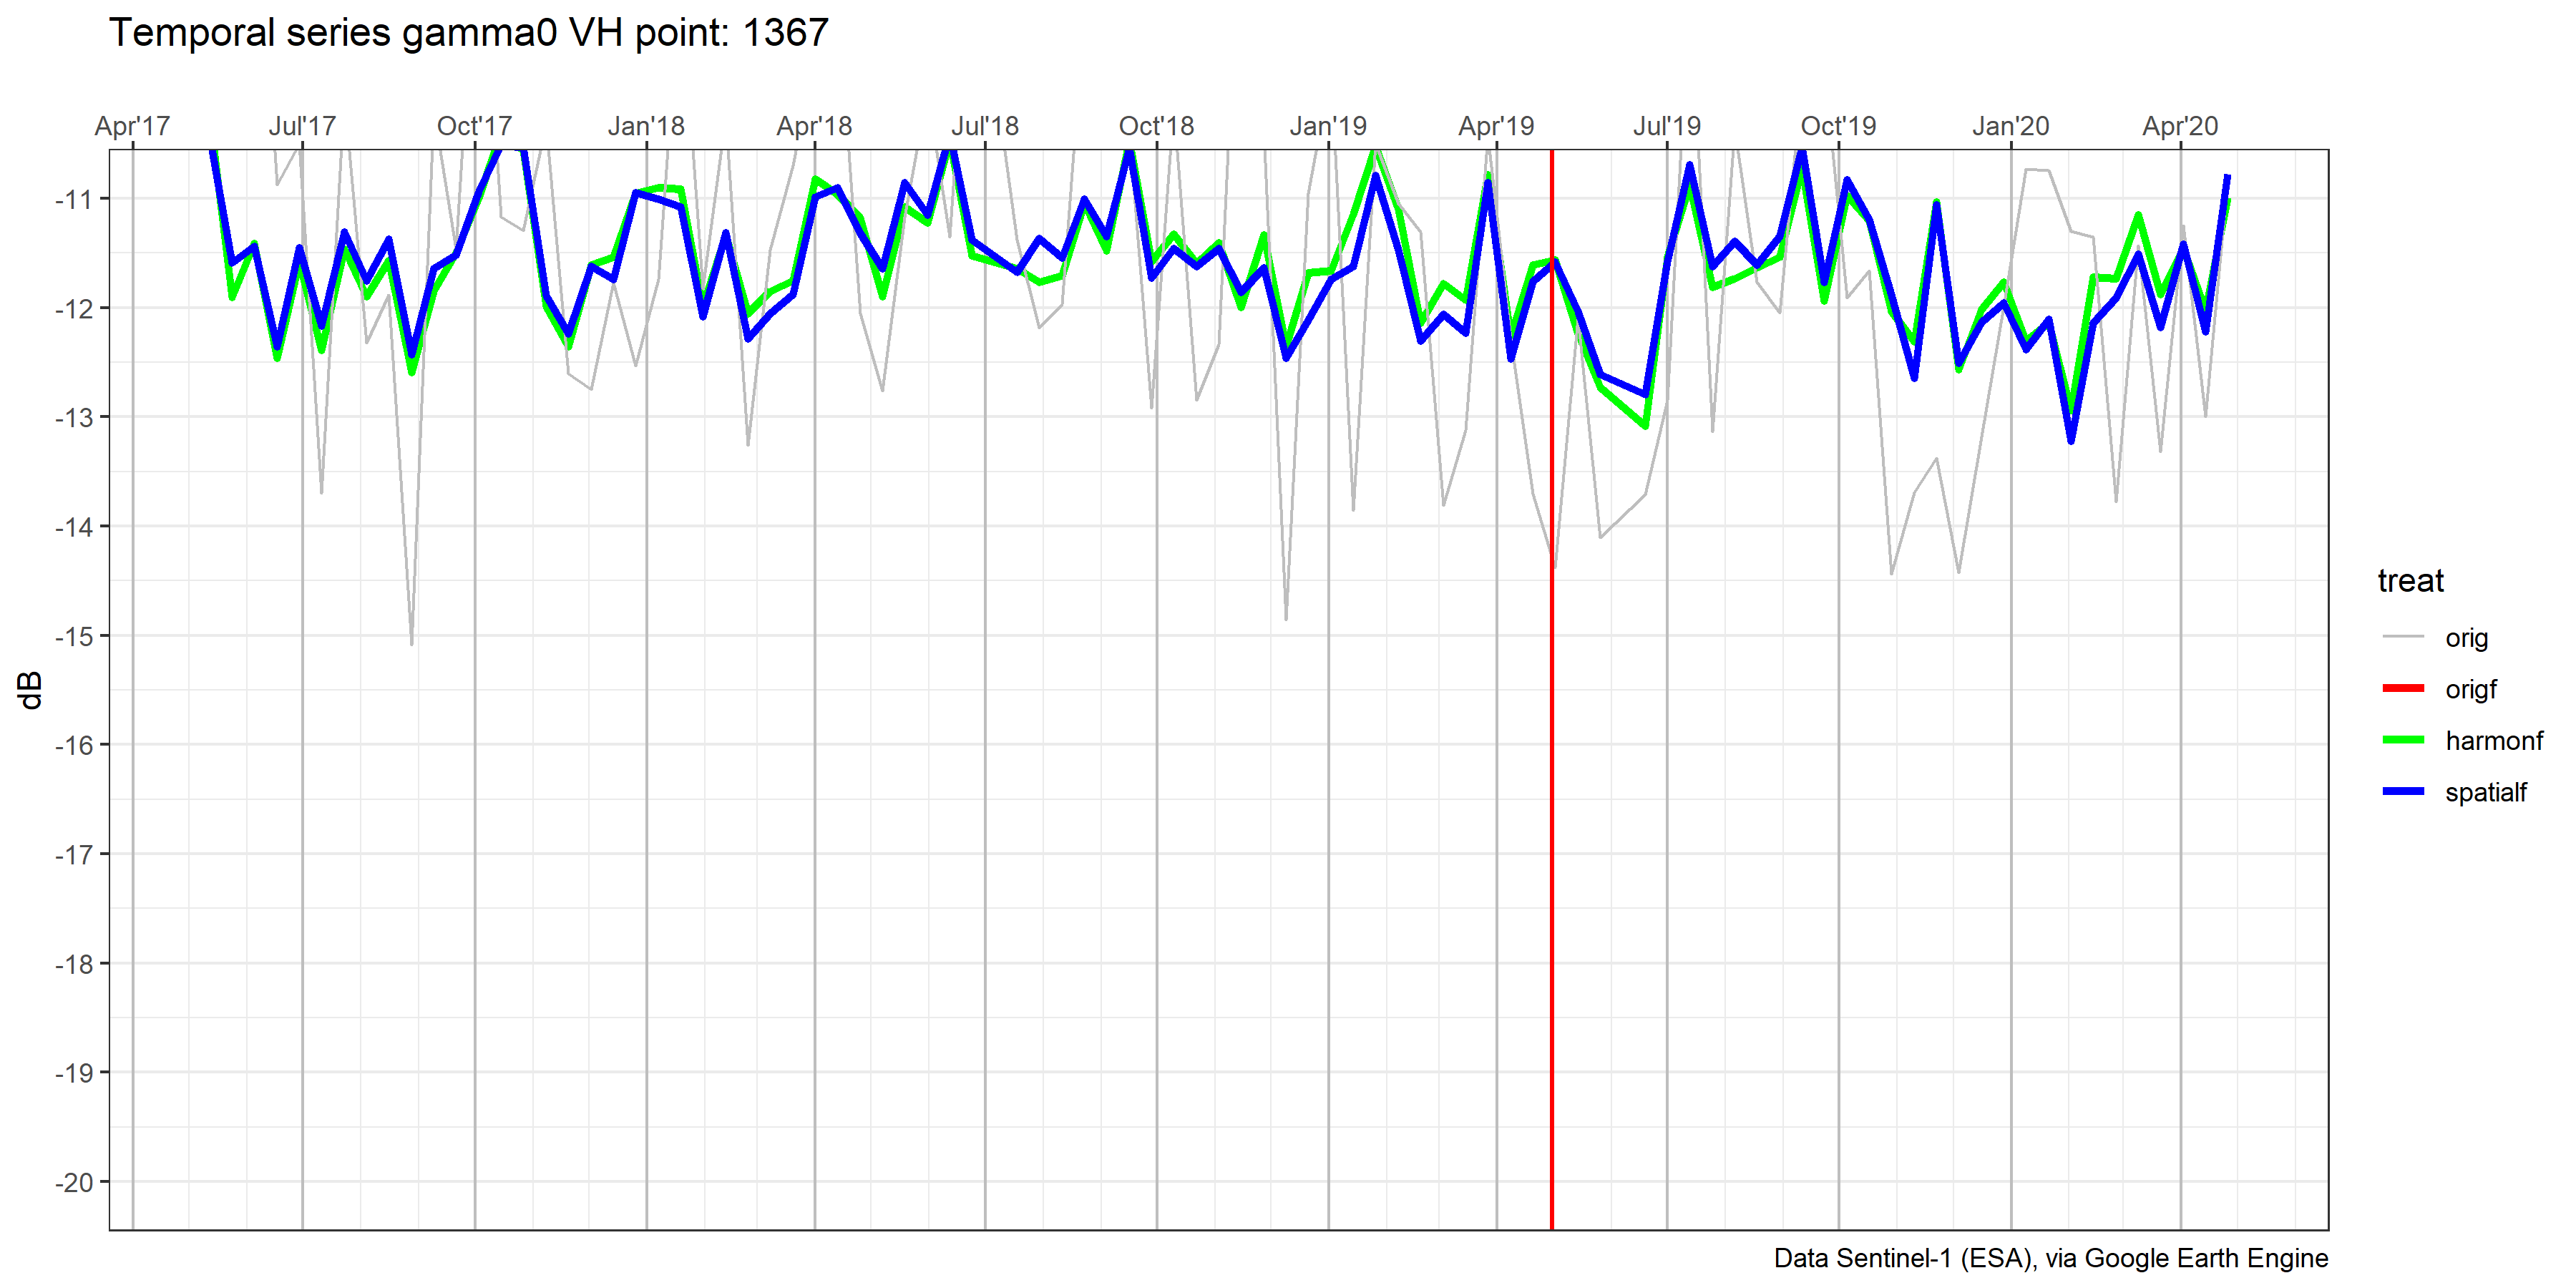 Temporal series gamma0 VH point: 1367
Apr'17 Jul'17 Oct'17 Jan'18 Apr'18 Jul'18 Oct'18 Jan'19 Apr'19 Jul'19 Oct'19 Jan'20 Apr'20
-11
-12
-13
-14
-15
-16
-17
-18
-19
-20
dB
treat
orig
origf
harmonf
spatialf
Data Sentinel-1 (ESA), via Google Earth Engine